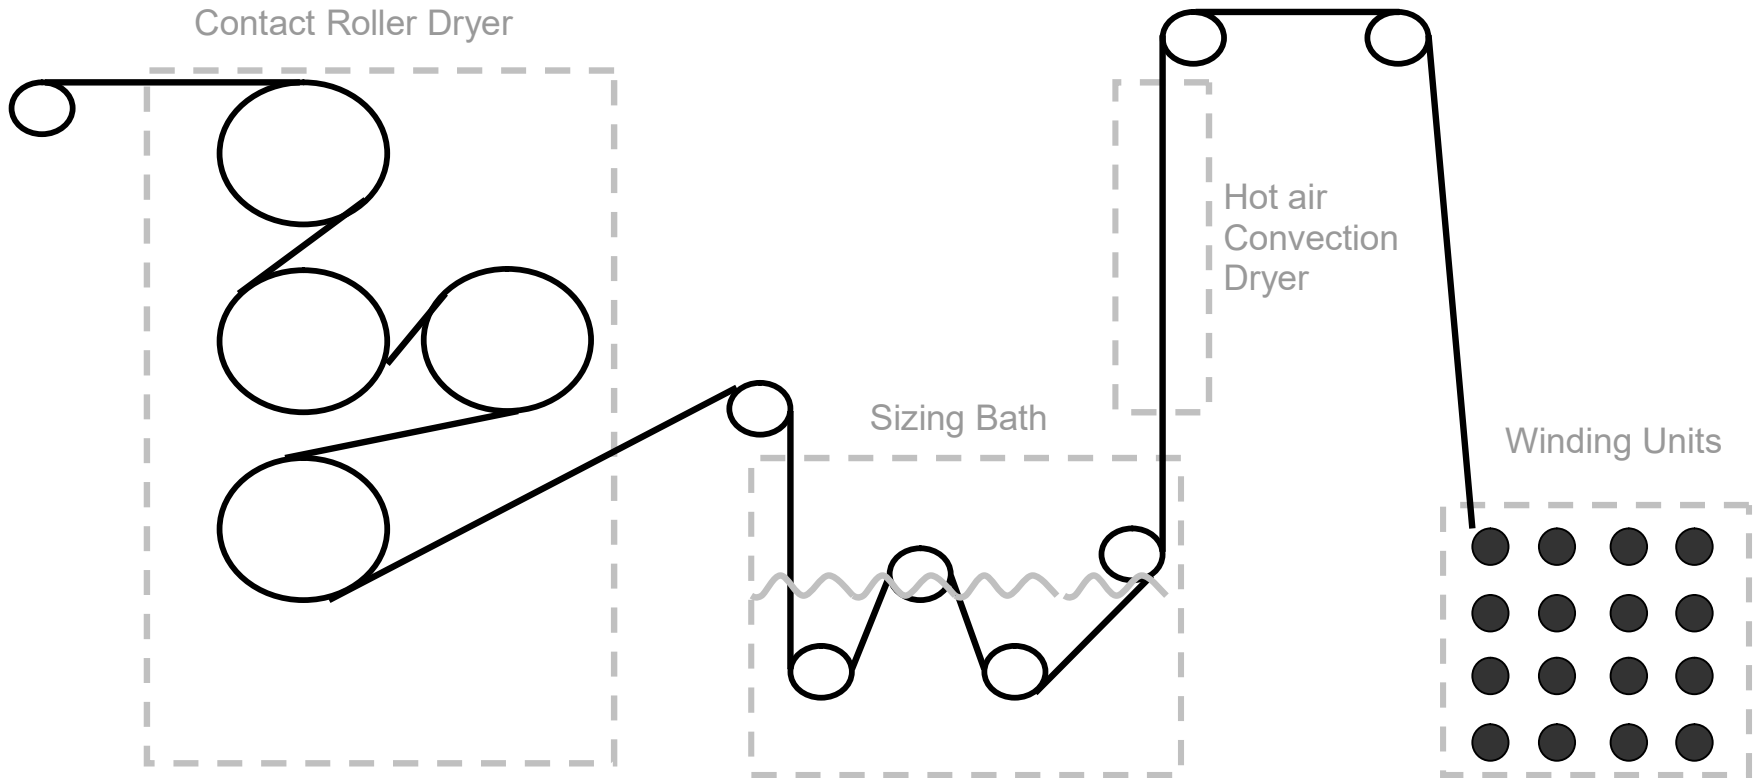 Contact Roller Dryer
Hot air
Convection
Dryer
Sizing Bath
Winding Units